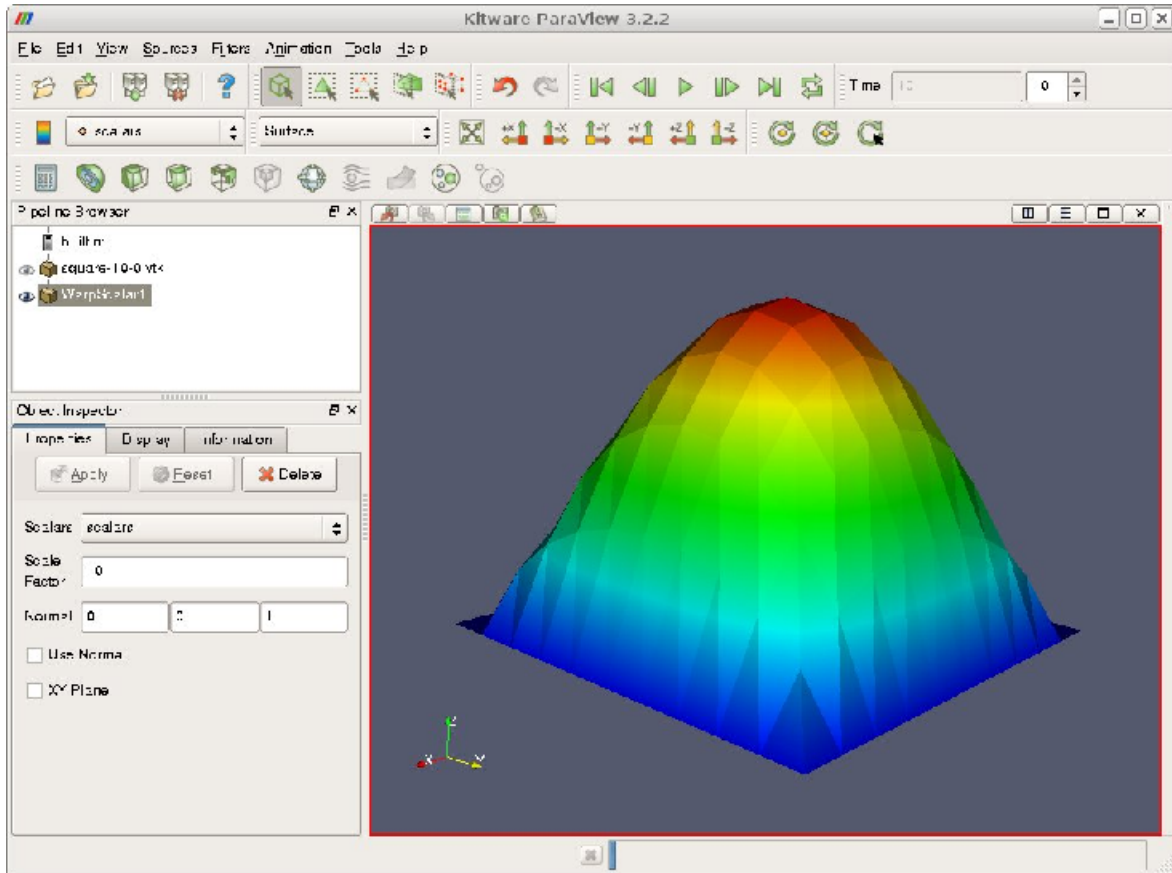 Kitware ParaView 3.2.2
File Edit View Sources Filters Animation Tools Help
Time
0
scalars
Surface
Pipeline Browser
builtin:
square-10-0.vtk
WarpScalar1
Object Inspector
Properties Display Information
Apply Reset Delete
Scalars scalars
Scale
Factor
Normal 0 1
Use Normal
XY Plane
Z
X Y